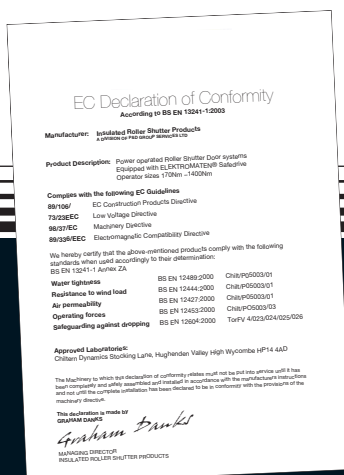 EC Declaration of Conformity
According to BS EN 13241-1:2003
Manufacturer: Insulated Roller Shutter Products
A DIVISION OF P&D GROUP SERVICES LTD
Product Description: Power operated Roller Shutter Door systems
Equipped with ELEKTROMATEN® Safedrive
Operator sizes 170Nm –1400Nm
Complies with the following EC Guidelines
89/106/ EC Construction Products Directive
73/23EEC Low Voltage Directive
98/37/EC Machinery Directive
89/336/EEC Electromagnetic Compatibility Directive
We hereby certify that the above-mentioned products comply with the following
standards when used accordingly to their determination:
BS EN 13241-1 Annex ZA
Water tightness BS EN 12489:2000 Chilt/P05003/01
Resistance to wind load BS EN 12444:2000 Chilt/P05003/01
Air permeability BS EN 12427:2000 Chilt/P05003/01
Operating forces BS EN 12453:2000 Chilt/PO5003/03
Safeguarding against dropping BS EN 12604:2000 TorFV 4/023/024/025/026
Approved Laboratories:
Chiltern Dynamics Stocking Lane, Hughenden Valley High Wycombe HP14 4AD
The Machinery to which this declaration of conformity relates must not be put into service until it has
been completely and safely assembled and installed in accordance with the manufacturers instructions
and not until the complete installation has been declared to be in conformity with the provisions of the
machinery directive.
This declaration is made by
GRAHAM DANKS
Graham Danks
MANAGING DIRECTOR
INSULATED ROLLER SHUTTER PRODUCTS